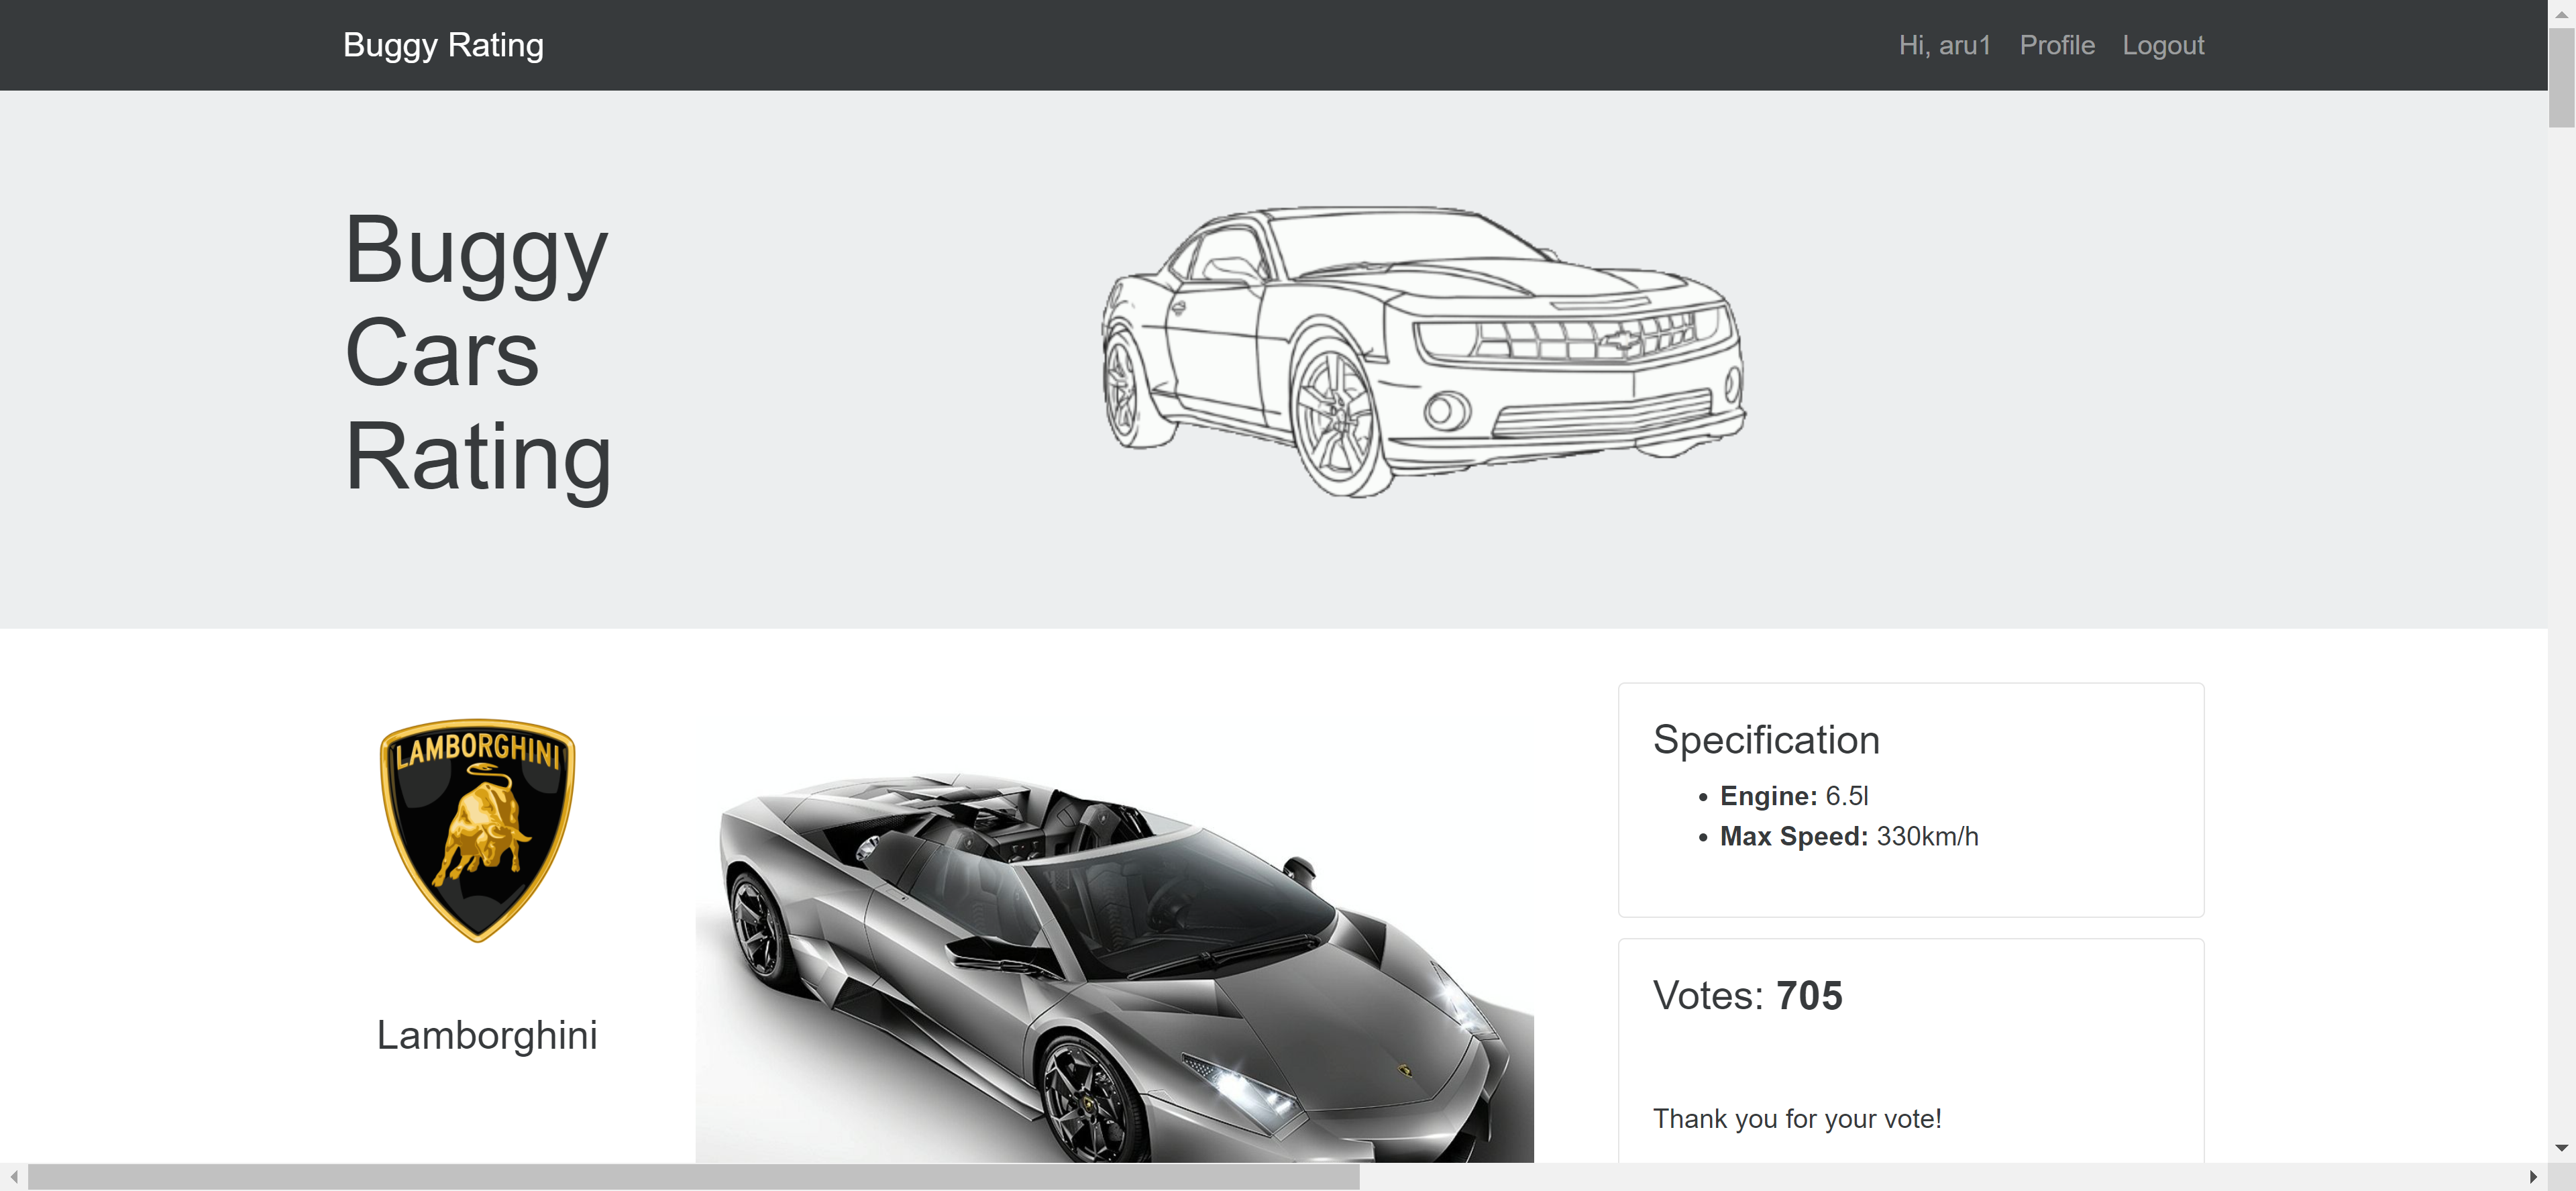 Buggy Rating
Hi, aru1 Profile Logout
Buggy
Cars
Rating
LAMBORGHINI
Lamborghini
Specification
Engine: 6.5l
Max Speed: 330km/h
Votes: 705
Thank you for your vote!